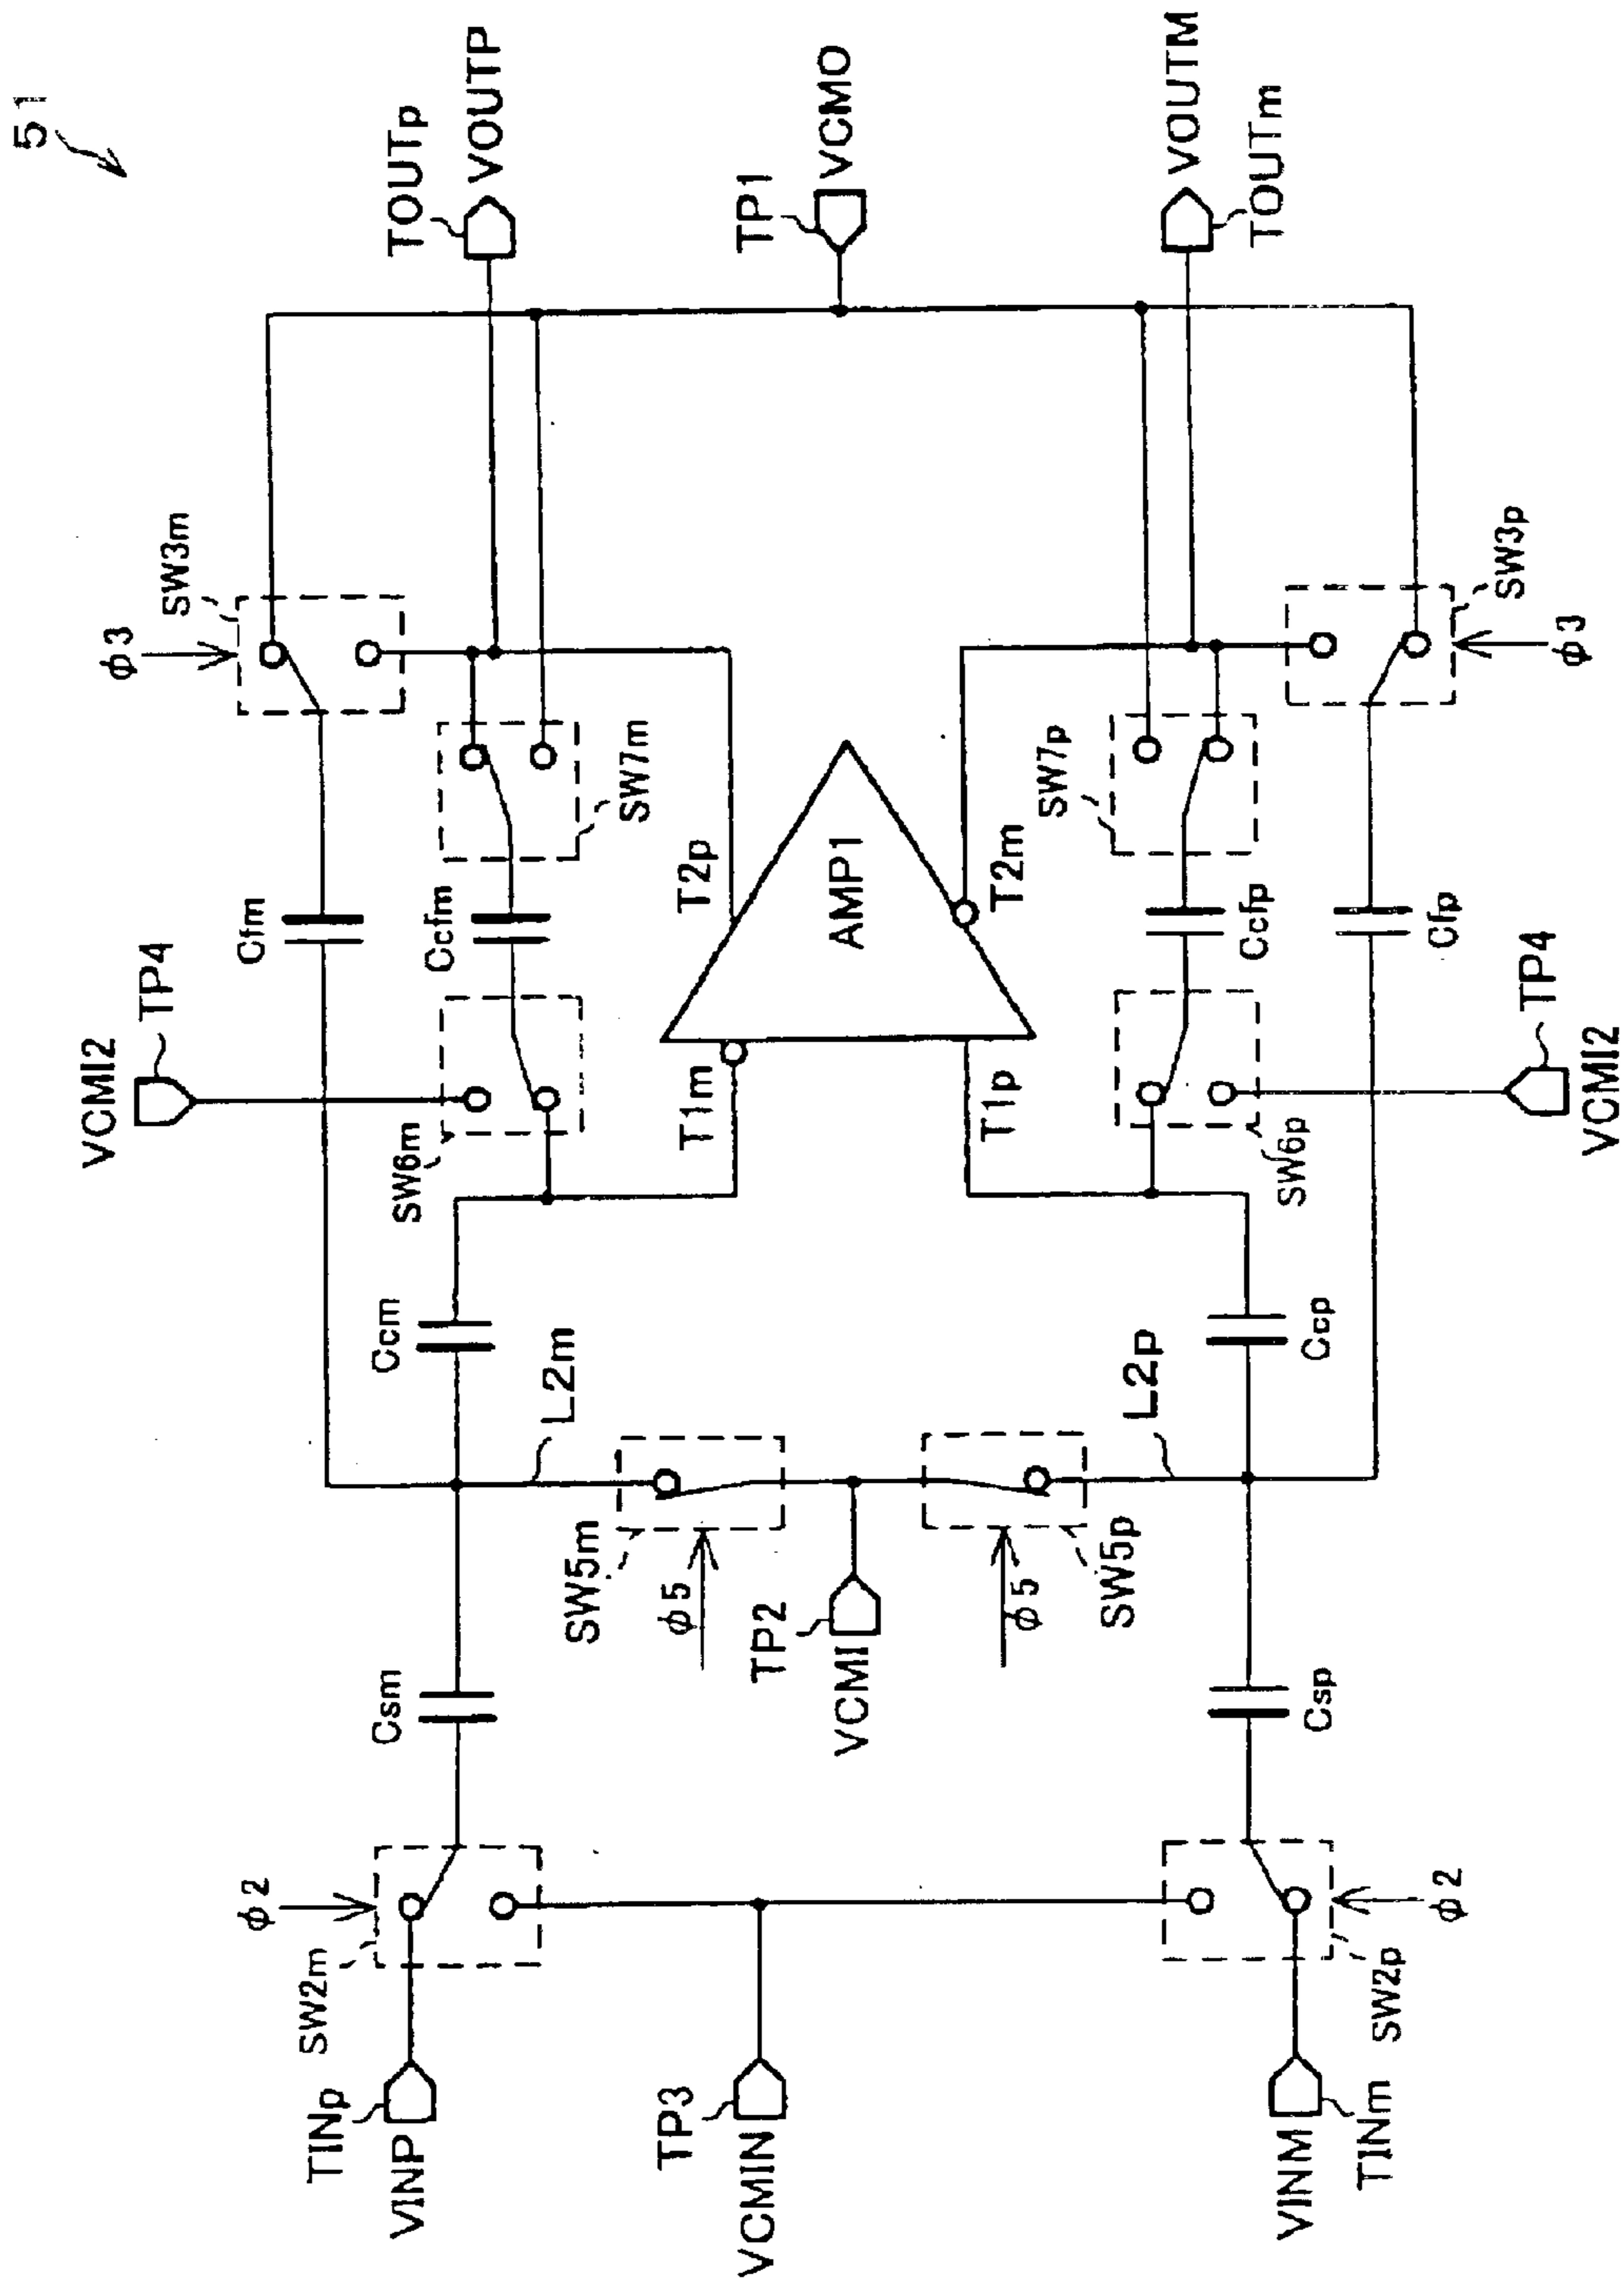 51
φ3
SW3m
TOUTp
VOUTP
VCMI2
TP4
Cfm
SW6m
Ccfm
SW7m
T2p
Ccm
T1m
AMP1
TP1
VCMO
φ2
SW2m
TINp
VINP
Csm
L2m
SW5m
φ5
TP2
VCMI
φ5
SW5p
L2p
TP3
VCMIN
T1p
T2m
SW7p
VOUTM
TOUTm
Ccp
SW6p
Ccfp
Cfp
SW3p
φ3
Csp
VINM
TINm
SW2p
φ2
TP4
VCMI2